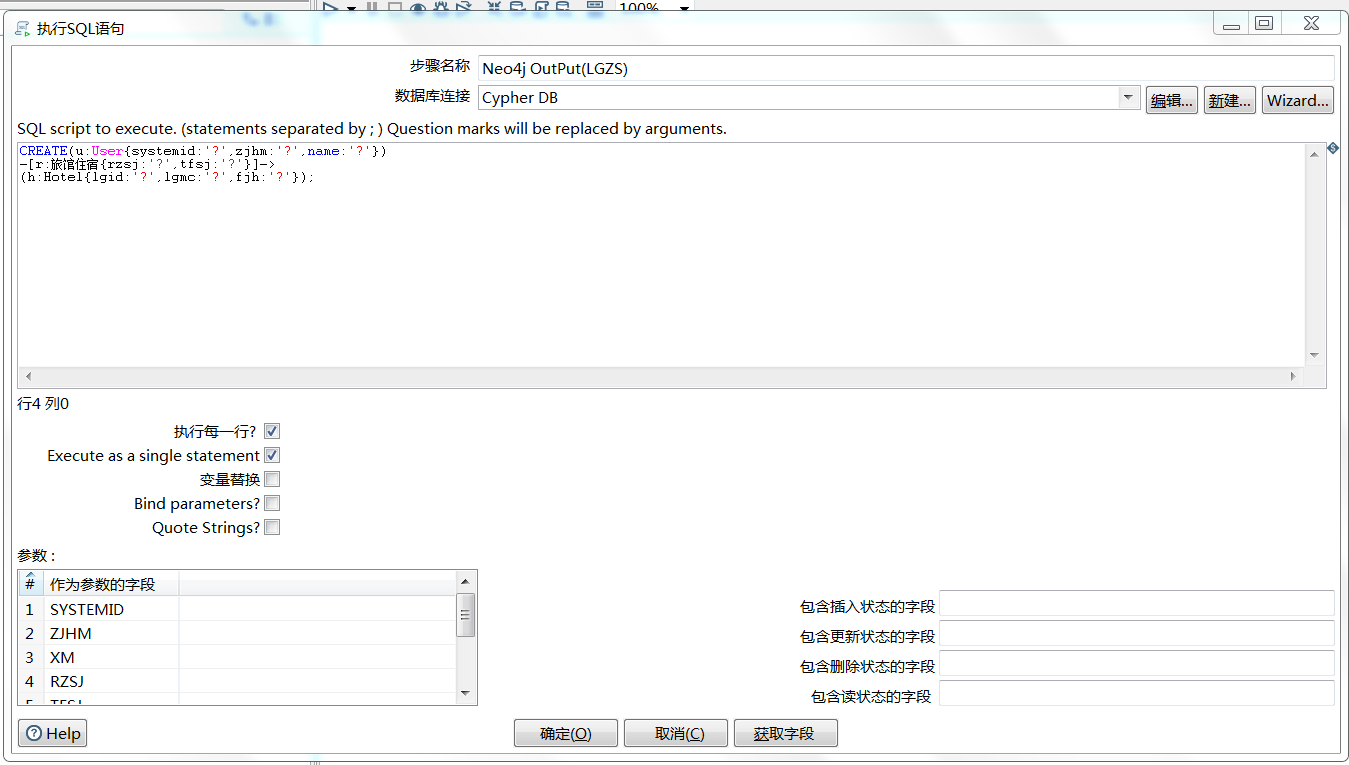 100%
执行SQL语句
步骤名称 Neo4j OutPut(LGZS)
数据库连接 Cypher DB 编辑... 新建... Wizard...
SQL script to execute. (statements separated by ; ) Question marks will be replaced by arguments.
CREATE(u:User{systemid:'?',zjhm:'?',name:'?'})
-[r:旅馆住宿{rzsj:'?',tfsj:'?'}]->
(h:Hotel{lgid:'?',lgmc:'?',fjh:'?'});
行4 列0
执行每一行?
Execute as a single statement
变量替换
Bind parameters?
Quote Strings?
参数 :
# 作为参数的字段
1 SYSTEMID
2 ZJHM
3 XM
4 RZSJ
5 TFSJ
包含插入状态的字段
包含更新状态的字段
包含删除状态的字段
包含读状态的字段
Help 确定(O) 取消(C) 获取字段